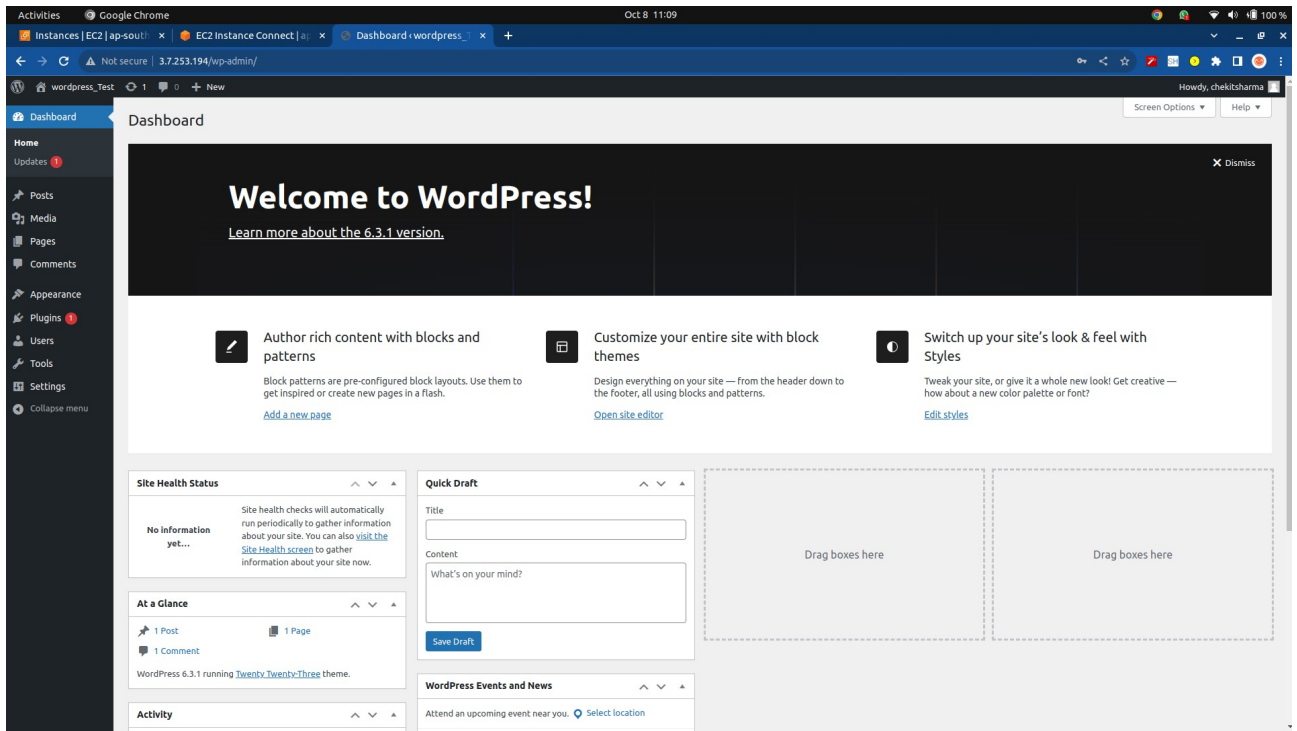 Activities Google Chrome Oct 8 11:09 100 %
Instances | EC2 | ap-south EC2 Instance Connect | ap Dashboard ‹ wordpress_T
Not secure 3.7.253.194/wp-admin/
wordpress_Test 1 0 New Howdy, chekitsharma
Dashboard
Home
Updates 1
Posts
Media
Pages
Comments
Appearance
Plugins 1
Users
Tools
Settings
Collapse menu
Dashboard
Screen Options Help
Dismiss
Welcome to WordPress!
Learn more about the 6.3.1 version.
Author rich content with blocks and
patterns
Block patterns are pre-configured block layouts. Use them to
get inspired or create new pages in a flash.
Add a new page
Customize your entire site with block
themes
Design everything on your site — from the header down to
the footer, all using blocks and patterns.
Open site editor
Switch up your site's look & feel with
Styles
Tweak your site, or give it a whole new look! Get creative —
how about a new color palette or font?
Edit styles
Site Health Status
No information
yet...
Site health checks will automatically
run periodically to gather information
about your site. You can also visit the
Site Health screen to gather
information about your site now.
At a Glance
1 Post 1 Page
1 Comment
WordPress 6.3.1 running Twenty Twenty-Three theme.
Activity
Quick Draft
Title
Content
What's on your mind?
Save Draft
WordPress Events and News
Attend an upcoming event near you. Select location
Drag boxes here
Drag boxes here